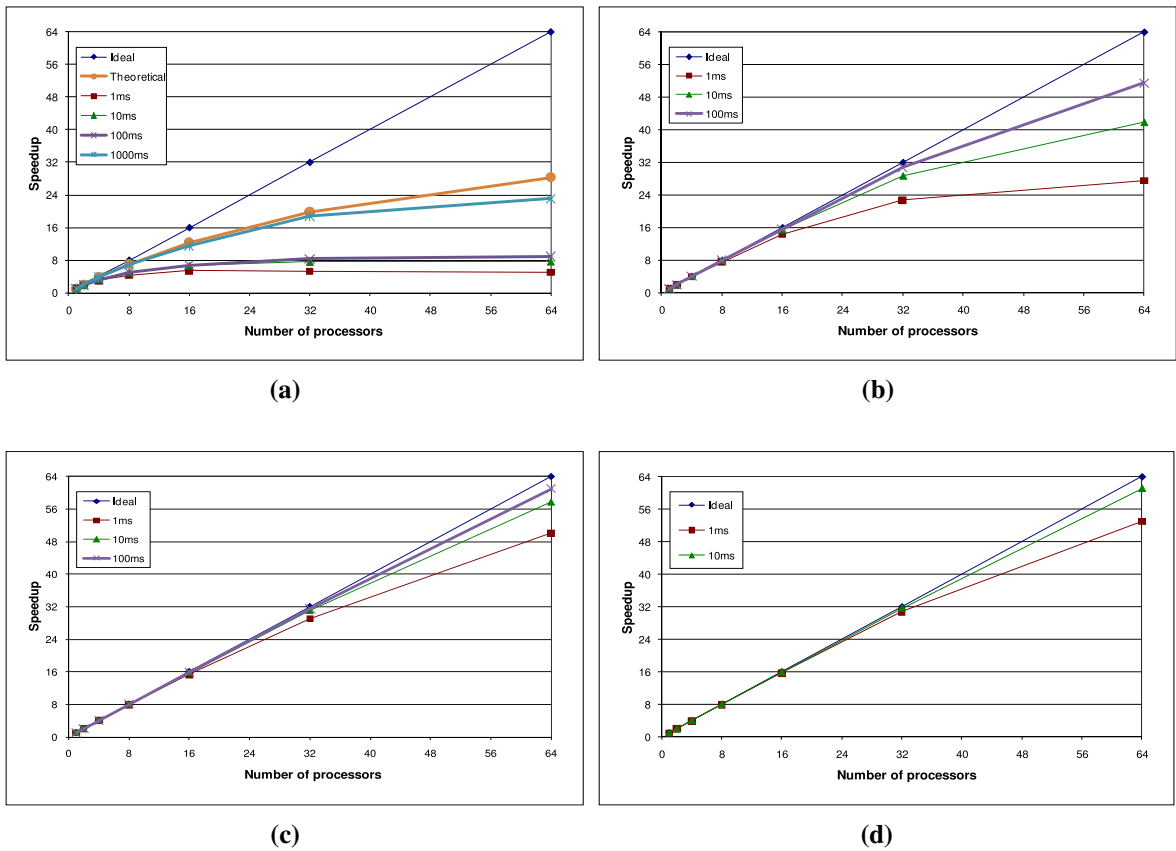 64
56
48
40
32
24
16
8
0
Speedup
Ideal
Theoretical
1ms
10ms
100ms
1000ms
0 8 16 24 32 40 48 56 64
Number of processors
(a)
64
56
48
40
32
24
16
8
0
Speedup
Ideal
1ms
10ms
100ms
0 8 16 24 32 40 48 56 64
Number of processors
(b)
64
56
48
40
32
24
16
8
0
Speedup
Ideal
1ms
10ms
100ms
0 8 16 24 32 40 48 56 64
Number of processors
(c)
64
56
48
40
32
24
16
8
0
Speedup
Ideal
1ms
10ms
0 8 16 24 32 40 48 56 64
Number of processors
(d)